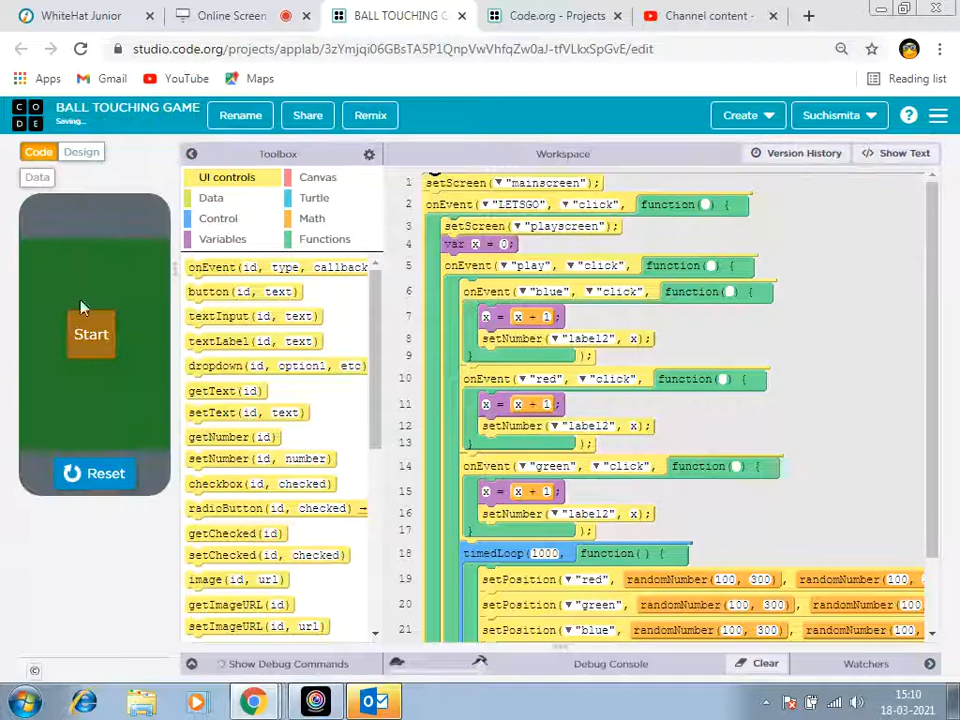 WhiteHat Junior
Online Screen
BALL TOUCHING G
Code.org - Projects
Channel content -
studio.code.org/projects/applab/3zYmjqi06GBsTA5P1QnpVwVhfqZw0aJ-tfVLkxSpGvE/edit
Apps
Gmail
YouTube
Maps
Reading list
C O D E
BALL TOUCHING GAME
Saving...
Rename
Share
Remix
Create
Suchismita
?
Code
Design
Data
Toolbox
Workspace
Version History
</> Show Text
UI controls
Canvas
Data
Turtle
Control
Math
Variables
Functions
onEvent(id, type, callback
button(id, text)
textInput(id, text)
textLabel(id, text)
dropdown(id, option1, etc)
getText(id)
setText(id, text)
getNumber(id)
setNumber(id, number)
checkbox(id, checked)
radioButton(id, checked)
getChecked(id)
setChecked(id, checked)
image(id, url)
getImageURL(id)
setImageURL(id, url)
Start
Reset
1 setScreen(▼"mainscreen");
2 onEvent(▼"LETSGO", ▼"click", function() {
3 setScreen(▼"playscreen");
4 var x = 0;
5 onEvent(▼"play", ▼"click", function() {
6 onEvent(▼"blue", ▼"click", function() {
7 x = x + 1;
8 setNumber(▼"label2", x);
9 } );
10 onEvent(▼"red", ▼"click", function() {
11 x = x + 1;
12 setNumber(▼"label2", x);
13 } );
14 onEvent(▼"green", ▼"click", function() {
15 x = x + 1;
16 setNumber(▼"label2", x);
17 } );
18 timedLoop(1000, function() {
19 setPosition(▼"red", randomNumber(100, 300), randomNumber(100,
20 setPosition(▼"green", randomNumber(100, 300), randomNumber(100
21 setPosition(▼"blue", randomNumber(100, 300), randomNumber(100,
©
Show Debug Commands
Debug Console
Clear
Watchers
15:10
18-03-2021